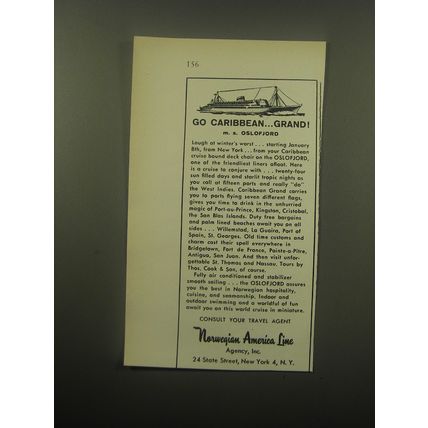 156
GO CARIBBEAN...GRAND!
m. s. OSLOFJORD
Laugh at winter's worst . . . starting January
8th, from New York . . . from your Caribbean
cruise bound deck chair on the OSLOFJORD,
one of the friendliest liners afloat. Here
is a cruise to conjure with . . . twenty-four
sun filled days and starlit tropic nights as
you call at fifteen ports and really "do"
the West Indies. Caribbean Grand carries
you to ports flying seven different flags,
gives you time to drink in the unhurried
magic of Port-au-Prince, Kingston, Cristobal,
the San Blas Islands. Duty free bargains
and palm lined beaches await you on all
sides . . . Willemstad, La Guaira, Port of
Spain, St. Georges. Old time customs and
charm cast their spell everywhere in
Bridgetown, Fort de France, Pointe-a-Pitre,
Antigua, San Juan. And then visit unfor-
gettable St. Thomas and Nassau. Tours by
Thos. Cook & Son, of course.
Fully air conditioned and stabilizer
smooth sailing . . . the OSLOFJORD assures
you the best in Norwegian hospitality,
cuisine, and seamanship. Indoor and
outdoor swimming and a worldful of fun
await you on this world cruise in miniature.
CONSULT YOUR TRAVEL AGENT
Norwegian America Line
Agency, Inc.
24 State Street, New York 4, N. Y.